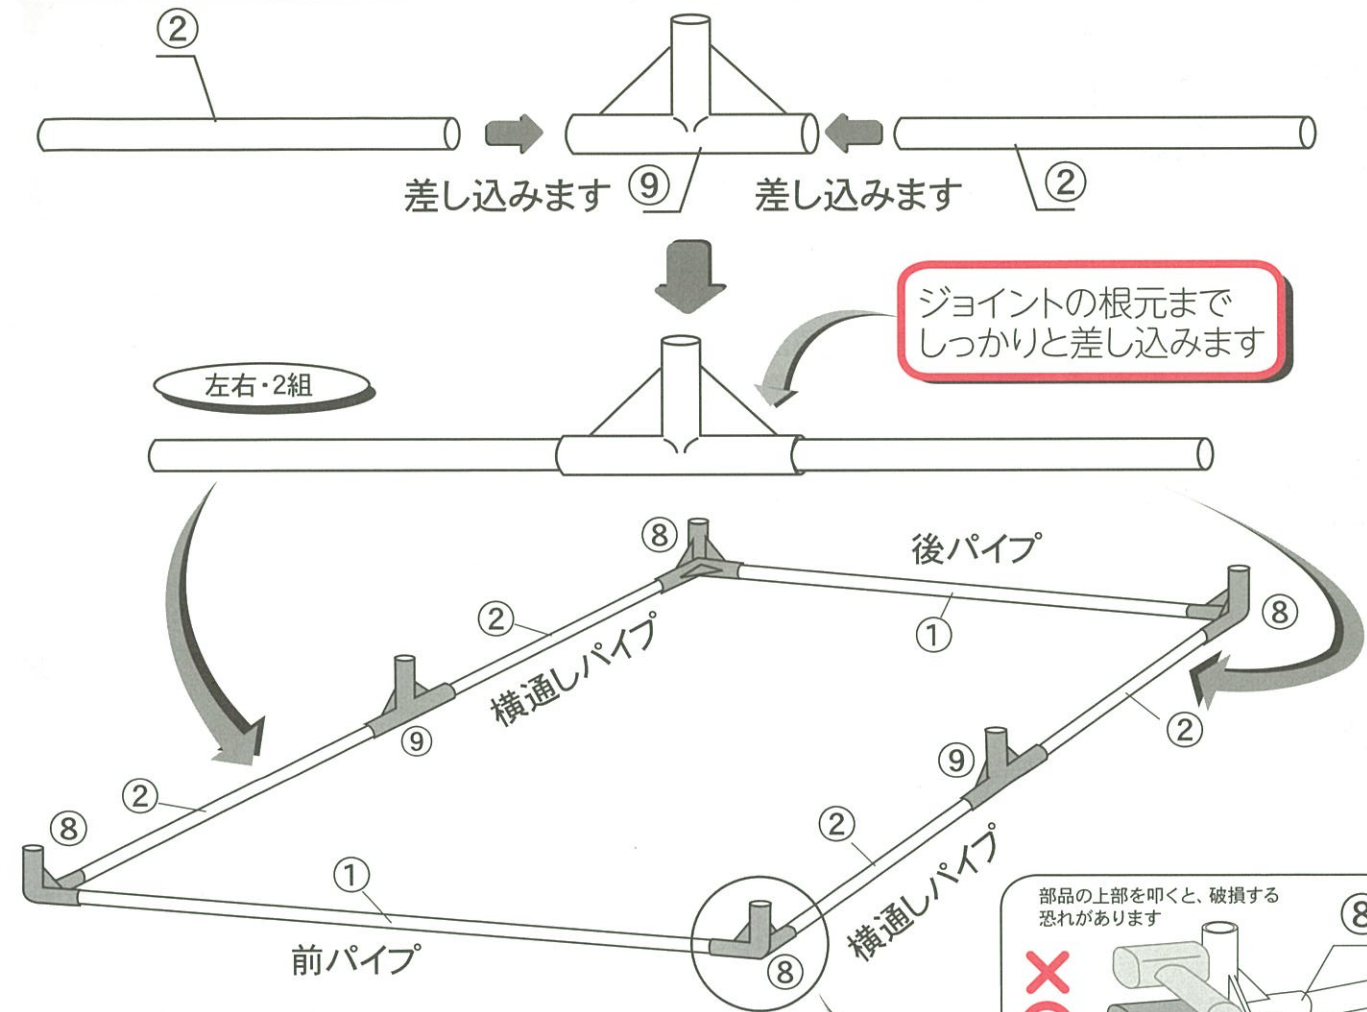 ②
差し込みます
⑨
差し込みます
②
ジョイントの根元まで
しっかりと差し込みます
左右・2組
⑧
後パイプ
②
①
⑧
横通しパイプ
⑨
②
⑨
②
②
⑧
①
横通しパイプ
前パイプ
⑧
部品の上部を叩くと、破損する
恐れがあります
⑧